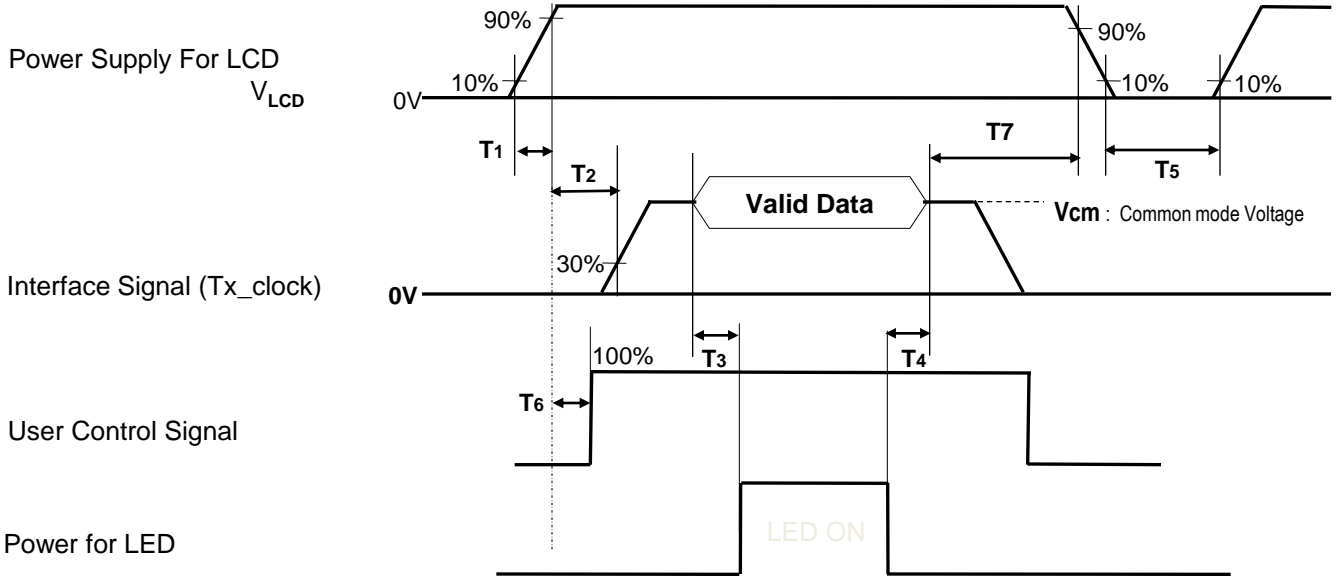 90%
90%
Power Supply For LCD
VLCD
10%
10%
10%
0V
T1
T2
T7
T5
Valid Data
Vcm : Common mode Voltage
30%
Interface Signal (Tx_clock)
0V
100%
T3
T4
T6
User Control Signal
LED ON
Power for LED